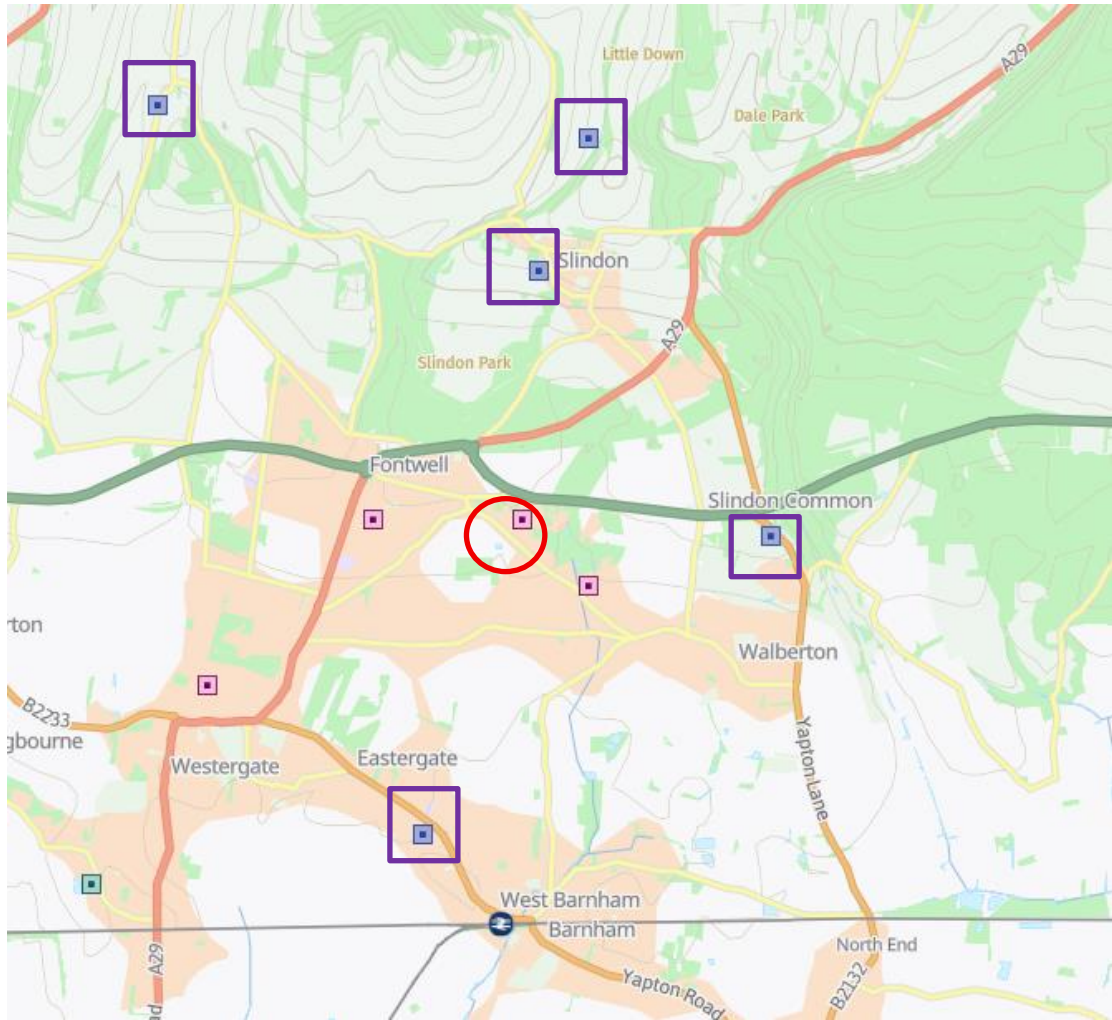 Little Down
A29
Dale Park
Slindon
A29
Slindon Park
Fontwell
Slindon Common
rton
Walberton
B2233
gbourne
Eastergate
Westergate
Yapton Lane
West Barnham
Barnham
North End
A29
Yapton Road
B2132
nd